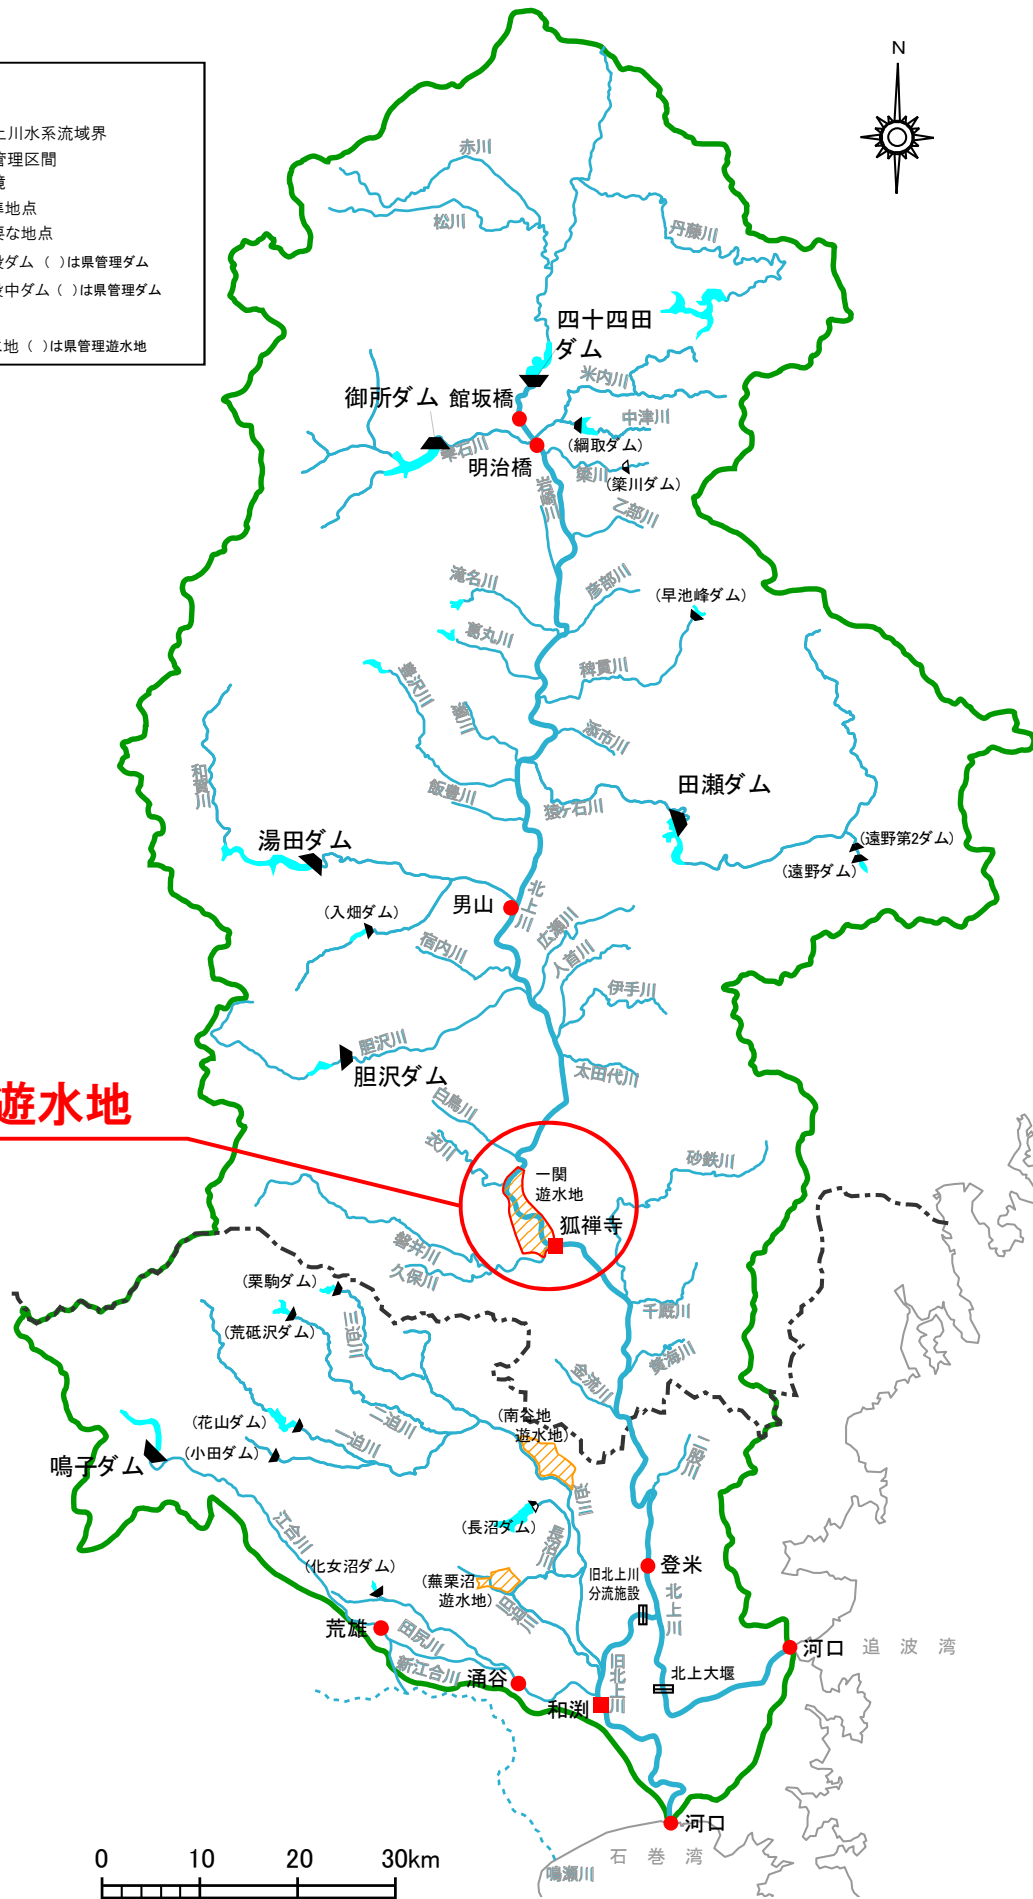 N
上川水系流域界
管理区間
境
準地点
要な地点
設ダム（ ）は県管理ダム
設中ダム（ ）は県管理ダム
水地（ ）は県管理遊水地
赤川
松川
丹藤川
四十四田
ダム
米内川
御所ダム
館坂橋
中津川
(綱取ダム)
雫石川
明治橋
簗川
(簗川ダム)
岩崎川
乙部川
滝名川
彦部川
(早池峰ダム)
葛丸川
稗貫川
豊沢川
瀬川
添市川
和賀川
飯豊川
猿ケ石川
田瀬ダム
湯田ダム
(遠野第2ダム)
(遠野ダム)
男山
北上川
(入畑ダム)
広瀬川
宿内川
人首川
伊手川
胆沢川
胆沢ダム
太田代川
遊水地
白鳥川
衣川
砂鉄川
一関
遊水地
狐禅寺
磐井川
久保川
(栗駒ダム)
千厩川
(荒砥沢ダム)
三迫川
黄海川
金流川
(花山ダム)
二迫川
(南谷地
遊水地)
(小田ダム)
一迫川
二股川
鳴子ダム
迫川
(長沼ダム)
長沼川
江合川
(化女沼ダム)
(蕪栗沼
遊水地)
旧北上川
分流施設
登米
北上川
荒雄
田尻川
旧迫川
新江合川
涌谷
旧北上川
河口
追波湾
北上大堰
和渕
河口
石巻湾
鳴瀬川
0 10 20 30km